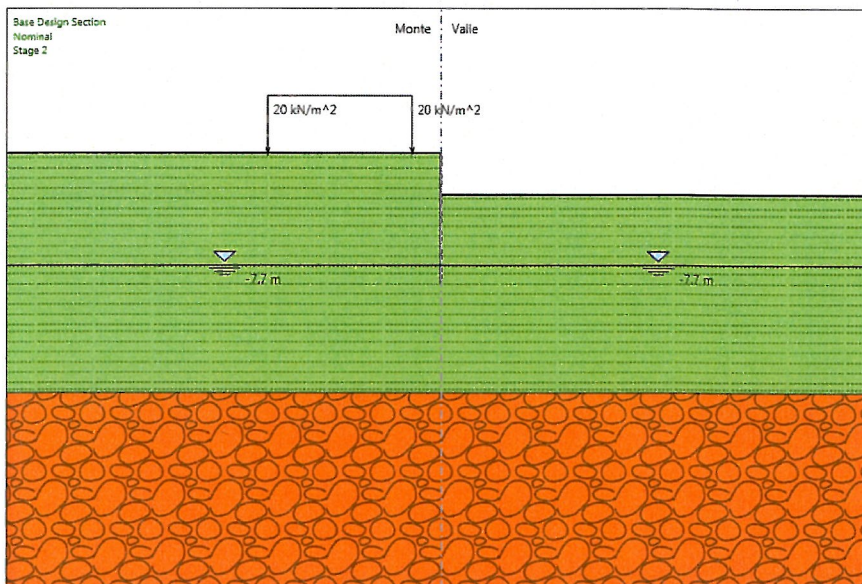 Base Design Section
Nominal
Stage 2
Monte
Valle
20 kN/m^2
20 kN/m^2
-7.7 m
-7.7 m